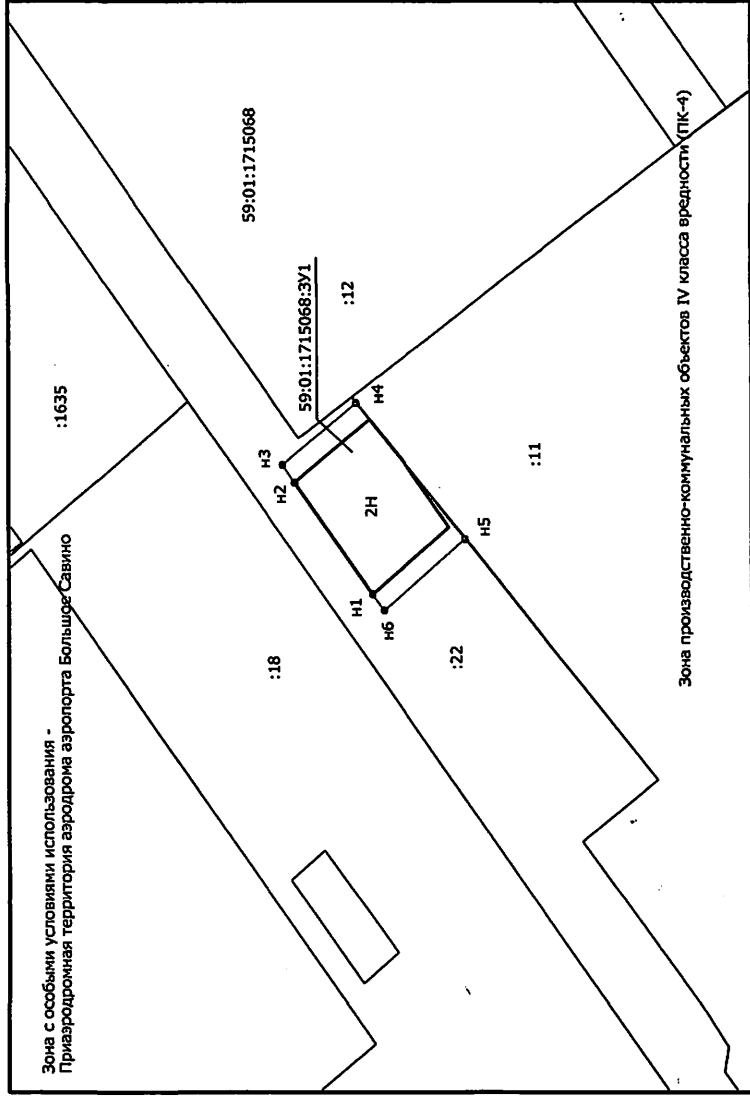 Зона с особыми условиями использования -
Приаэродромная территория аэродрома аэропорта Большое Савино
:1635
59:01:1715068
:18
59:01:1715068:ЗУ1
:12
н3
н2
н4
2Н
н1
н6
н5
:22
:11
Зона производственно-коммунальных объектов IV класса вредности (ПК-4)